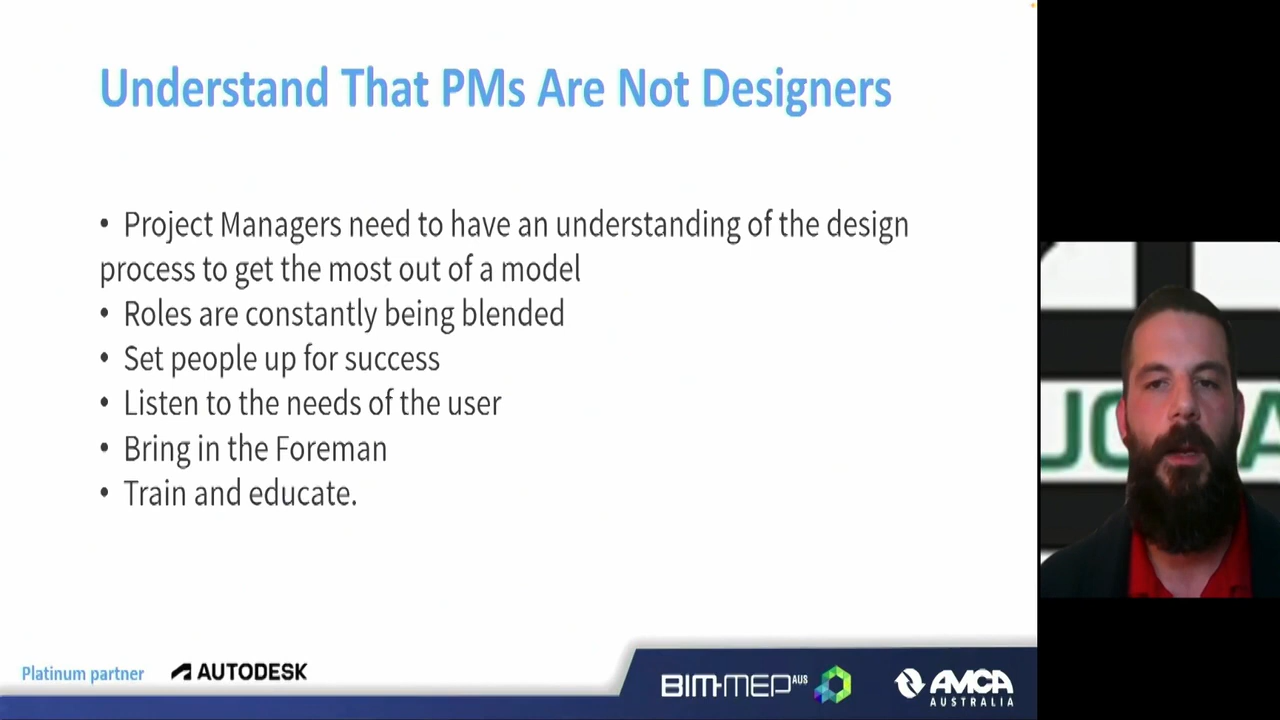 Understand That PMs Are Not Designers
• Project Managers need to have an understanding of the design
process to get the most out of a model
• Roles are constantly being blended
• Set people up for success
• Listen to the needs of the user
• Bring in the Foreman
• Train and educate.
Platinum partner
AUTODESK
BIM-MEP AUS
AMCA
AUSTRALIA